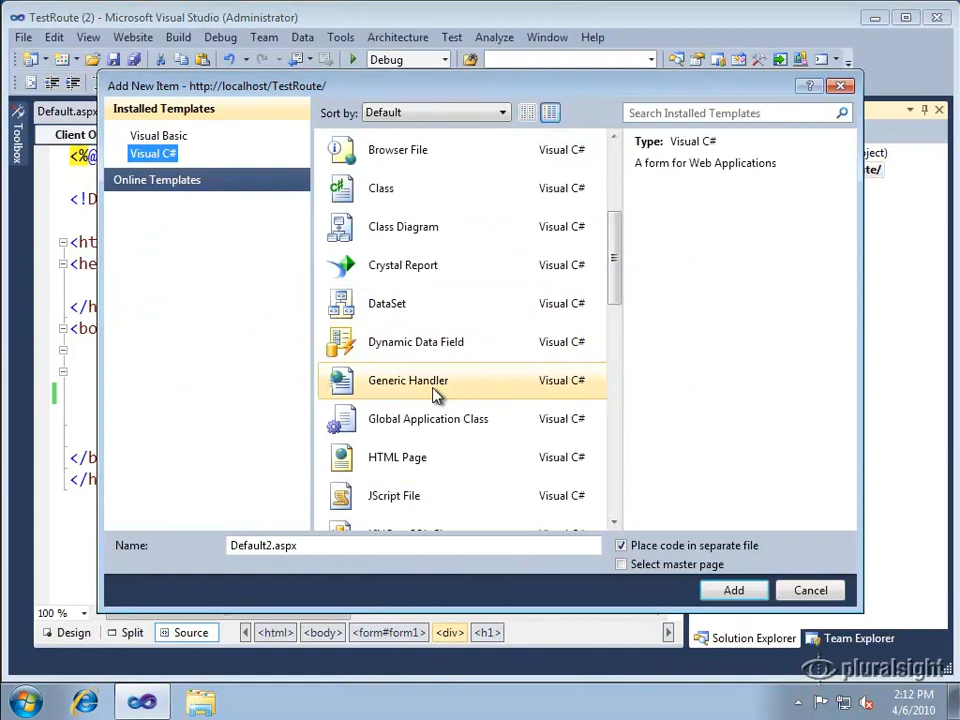 TestRoute (2) - Microsoft Visual Studio (Administrator)
File Edit View Website Build Debug Team Data Tools Architecture Test Analyze Window Help
Debug
Add New Item - http://localhost/TestRoute/
Default.aspx
Installed Templates
Sort by: Default
Search Installed Templates
Toolbox
Client O
Visual Basic
Visual C#
Online Templates
Browser File Visual C#
Class Visual C#
Class Diagram Visual C#
Crystal Report Visual C#
DataSet Visual C#
Dynamic Data Field Visual C#
Generic Handler Visual C#
Global Application Class Visual C#
HTML Page Visual C#
JScript File Visual C#
Type: Visual C#
A form for Web Applications
ject)
te/
<%@
<!D
<ht
<he
</h
<bo
</b
</h
Name: Default2.aspx
Place code in separate file
Select master page
Add Cancel
100 %
Design Split Source <html> <body> <form#form1> <div> <h1>
Solution Explorer Team Explorer
pluralsight
2:12 PM
4/6/2010